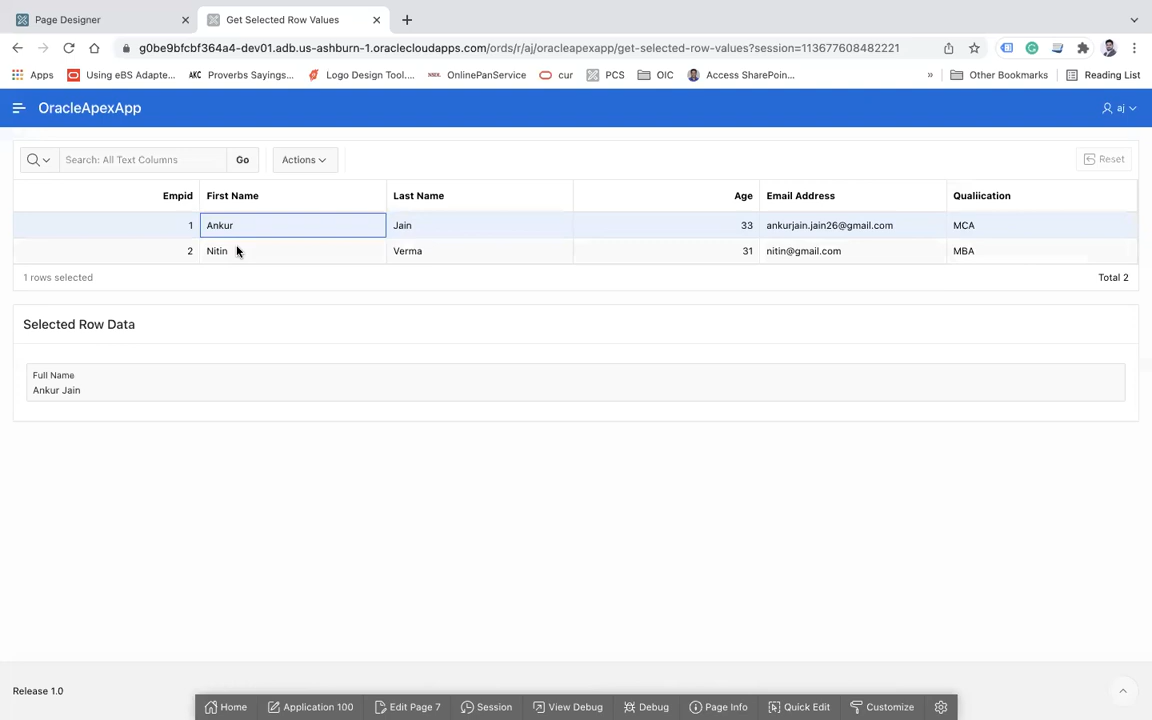 Page Designer
Get Selected Row Values
g0be9bfcbf364a4-dev01.adb.us-ashburn-1.oraclecloudapps.com/ords/r/aj/oracleapexapp/get-selected-row-values?session=113677608482221
Apps Using eBS Adapte... AKC Proverbs Sayings... Logo Design Tool.... OnlinePanService cur PCS OIC Access SharePoin... » Other Bookmarks Reading List
OracleApexApp aj
Search: All Text Columns Go Actions Reset
Empid First Name Last Name Age Email Address Qualiication
1 Ankur Jain 33 ankurjain.jain26@gmail.com MCA
2 Nitin Verma 31 nitin@gmail.com MBA
1 rows selected Total 2
Selected Row Data
Full Name
Ankur Jain
Release 1.0
Home Application 100 Edit Page 7 Session View Debug Debug Page Info Quick Edit Customize